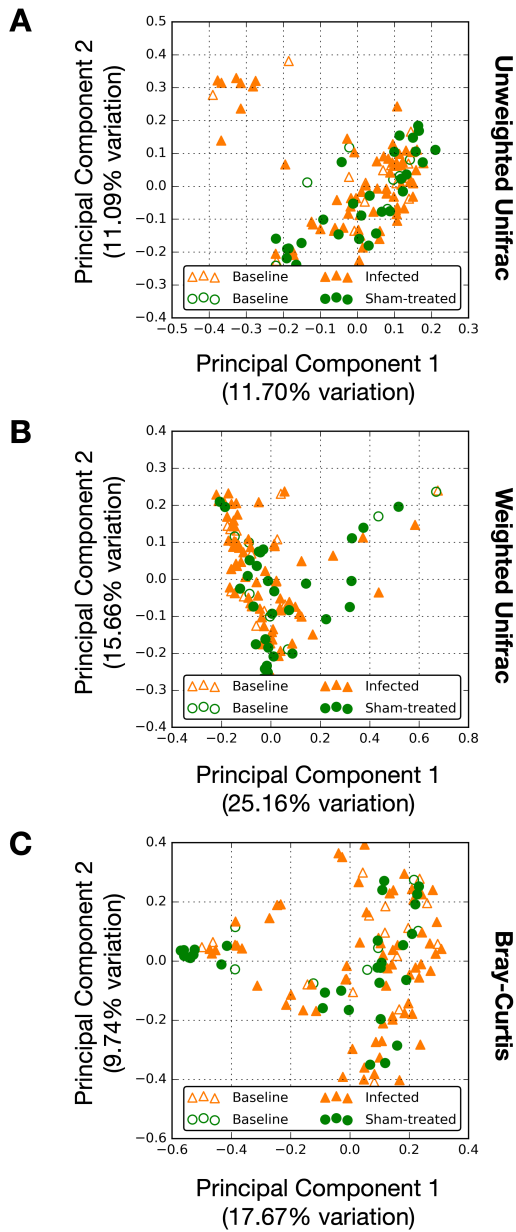 A
Principal Component 2
(11.09% variation)
0.5
0.4
0.3
0.2
0.1
0.0
−0.1
−0.2
−0.3
−0.4
Baseline
Infected
Baseline
Sham-treated
−0.5 −0.4 −0.3 −0.2 −0.1 0.0 0.1 0.2 0.3
Principal Component 1
(11.70% variation)
Unweighted Unifrac
B
Principal Component 2
(15.66% variation)
0.4
0.3
0.2
0.1
0.0
−0.1
−0.2
−0.3
−0.4
Baseline
Infected
Baseline
Sham-treated
−0.4 −0.2 0.0 0.2 0.4 0.6 0.8
Principal Component 1
(25.16% variation)
Weighted Unifrac
C
Principal Component 2
(9.74% variation)
0.4
0.2
0.0
−0.2
−0.4
−0.6
Baseline
Infected
Baseline
Sham-treated
−0.6 −0.4 −0.2 0.0 0.2 0.4
Principal Component 1
(17.67% variation)
Bray-Curtis